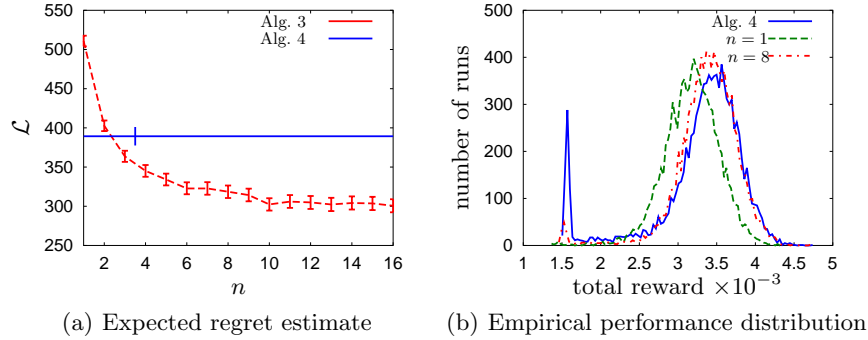 550
500
450
400
350
300
250
2 4 6 8 10 12 14 16
ℒ
n
Alg. 3
Alg. 4
(a) Expected regret estimate
500
400
300
200
100
0
1 1.5 2 2.5 3 3.5 4 4.5 5
number of runs
total reward ×10⁻³
Alg. 4
n = 1
n = 8
(b) Empirical performance distribution